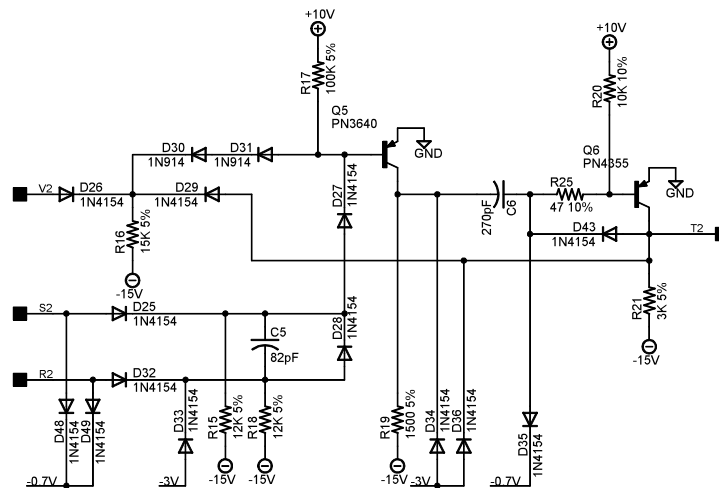 +10V
R17
100K 5%
Q5
PN3640
GND
+10V
R20
10K 10%
Q6
PN4355
GND
D30
1N914
D31
1N914
V2
D26
1N4154
D29
1N4154
D27
1N4154
R16
15K 5%
-15V
270pF
C6
R25
47 10%
D43
1N4154
T2
R21
3K 5%
-15V
S2
D25
1N4154
C5
82pF
D28
1N4154
R2
D32
1N4154
D48
1N4154
D49
1N4154
-0.7V
D33
1N4154
-3V
R15
12K 5%
-15V
R18
12K 5%
-15V
R19
1500 5%
-15V
D34
1N4154
D36
1N4154
-3V
D35
1N4154
-0.7V